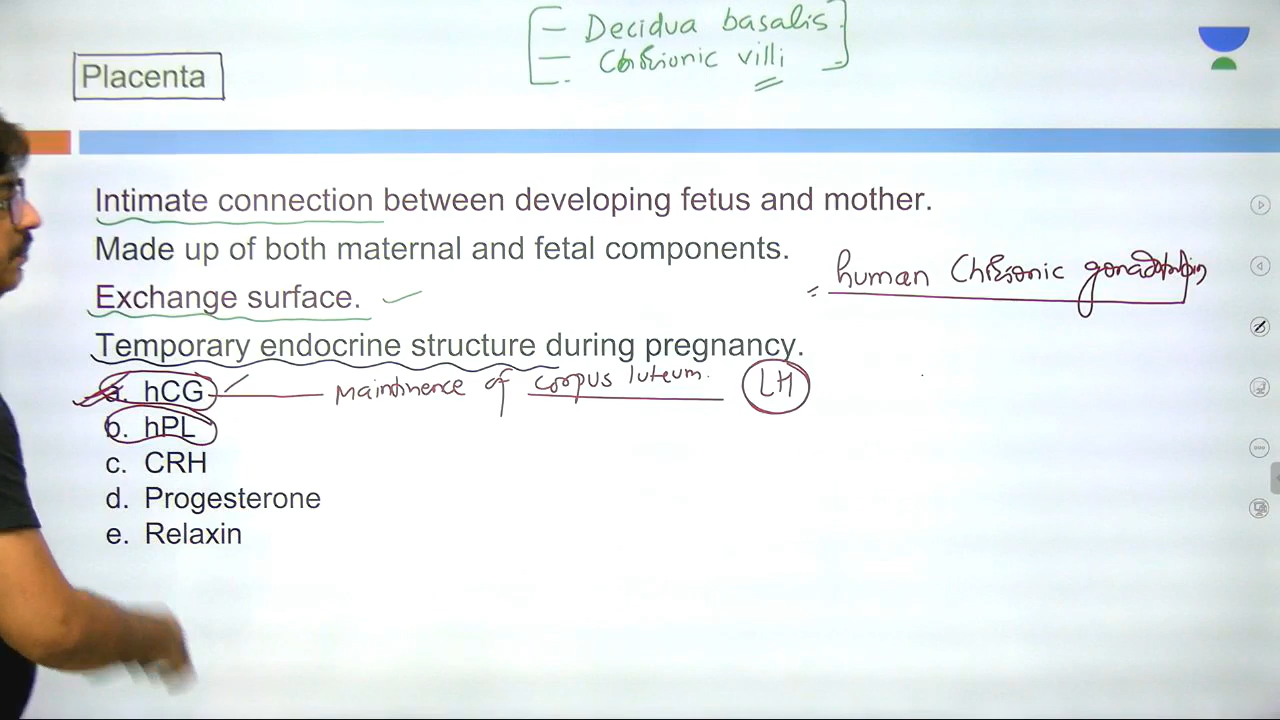 – Decidua basalis
– Chorionic villi
Placenta
Intimate connection between developing fetus and mother.
Made up of both maternal and fetal components.
human Chorionic gonadotropin
Exchange surface.
Temporary endocrine structure during pregnancy.
a. hCG — Maintinence of corpus luteum. LH
b. hPL
c. CRH
d. Progesterone
e. Relaxin